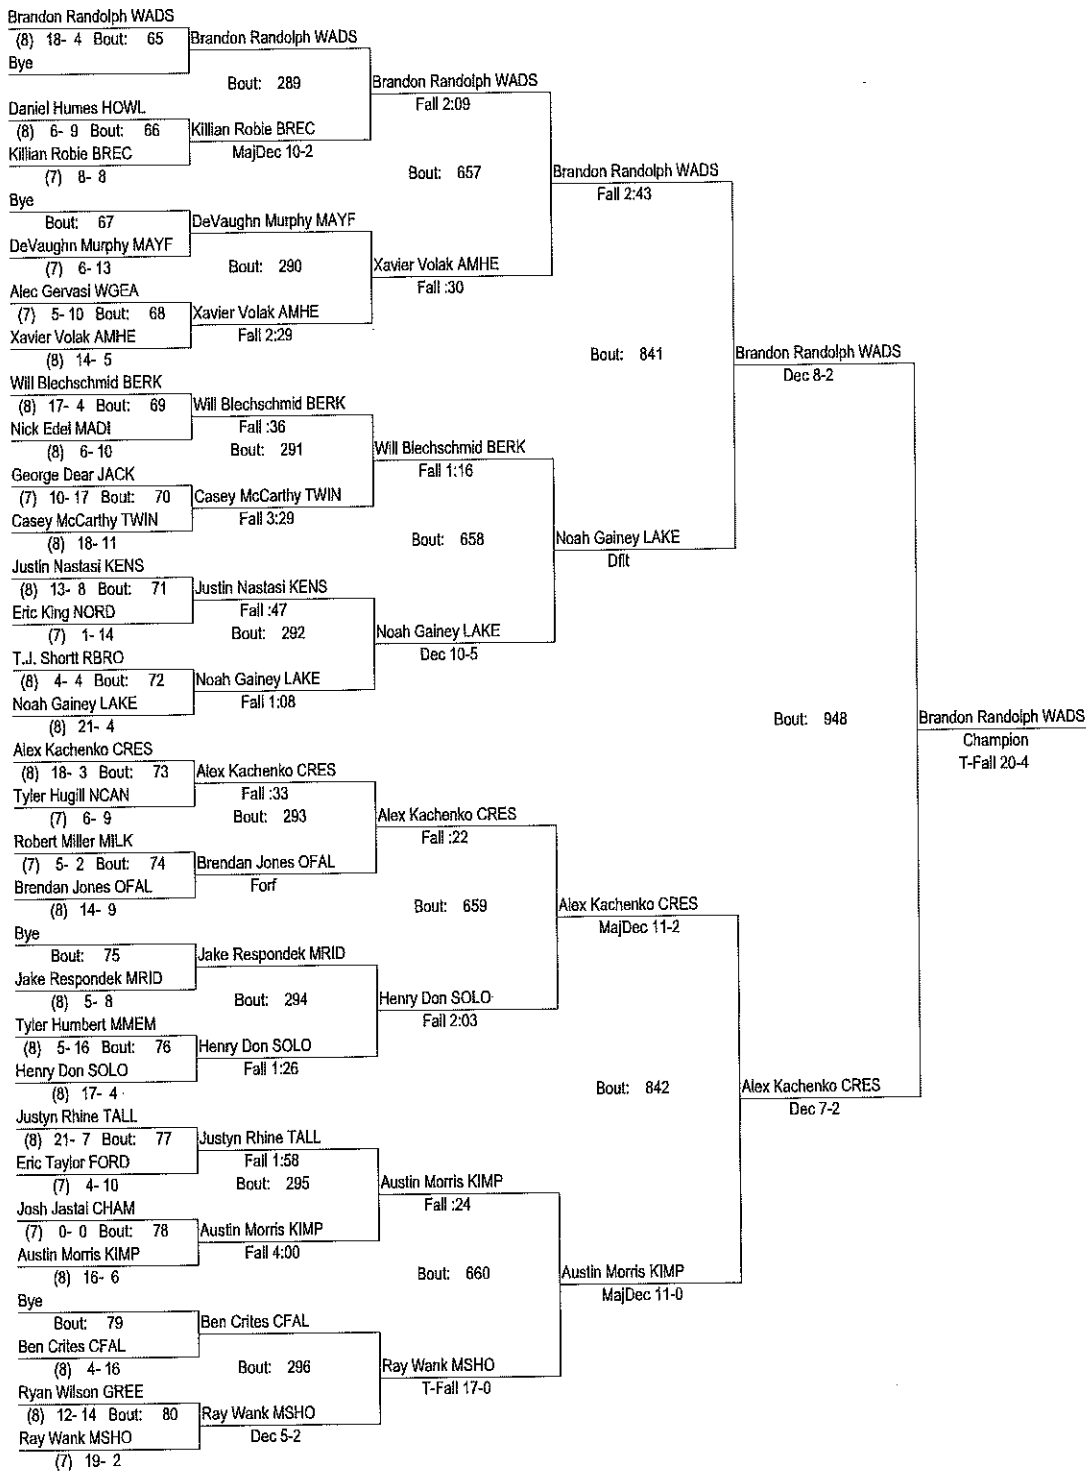 Brandon Randolph WADS
(8) 18- 4 Bout: 65
Bye
Brandon Randolph WADS
Bout: 289
Daniel Humes HOWL
(8) 6- 9 Bout: 66
Killian Robie BREC
(7) 8- 8
Killian Robie BREC
MajDec 10-2
Brandon Randolph WADS
Fall 2:09
Bout: 657
Bye
Bout: 67
DeVaughn Murphy MAYF
(7) 6- 13
DeVaughn Murphy MAYF
Bout: 290
Alec Gervasi WGEA
(7) 5- 10 Bout: 68
Xavier Volak AMHE
(8) 14- 5
Xavier Volak AMHE
Fall 2:29
Xavier Volak AMHE
Fall :30
Brandon Randolph WADS
Fall 2:43
Bout: 841
Will Blechschmid BERK
(8) 17- 4 Bout: 69
Nick Edel MADI
(8) 6- 10
Will Blechschmid BERK
Fall :36
Bout: 291
George Dear JACK
(7) 10- 17 Bout: 70
Casey McCarthy TWIN
(8) 18- 11
Casey McCarthy TWIN
Fall 3:29
Will Blechschmid BERK
Fall 1:16
Bout: 658
Justin Nastasi KENS
(8) 13- 8 Bout: 71
Eric King NORD
(7) 1- 14
Justin Nastasi KENS
Fall :47
Bout: 292
T.J. Shortt RBRO
(8) 4- 4 Bout: 72
Noah Gainey LAKE
(8) 21- 4
Noah Gainey LAKE
Fall 1:08
Noah Gainey LAKE
Dec 10-5
Noah Gainey LAKE
Dflt
Brandon Randolph WADS
Dec 8-2
Bout: 948
Alex Kachenko CRES
(8) 18- 3 Bout: 73
Tyler Hugill NCAN
(7) 6- 9
Alex Kachenko CRES
Fall :33
Bout: 293
Robert Miller MILK
(7) 5- 2 Bout: 74
Brendan Jones OFAL
(8) 14- 9
Brendan Jones OFAL
Forf
Alex Kachenko CRES
Fall :22
Bout: 659
Bye
Bout: 75
Jake Respondek MRID
(8) 5- 8
Jake Respondek MRID
Bout: 294
Tyler Humbert MMEM
(8) 5- 16 Bout: 76
Henry Don SOLO
(8) 17- 4
Henry Don SOLO
Fall 1:26
Henry Don SOLO
Fall 2:03
Alex Kachenko CRES
MajDec 11-2
Bout: 842
Justyn Rhine TALL
(8) 21- 7 Bout: 77
Eric Taylor FORD
(7) 4- 10
Justyn Rhine TALL
Fall 1:58
Bout: 295
Josh Jastal CHAM
(7) 0- 0 Bout: 78
Austin Morris KIMP
(8) 16- 6
Austin Morris KIMP
Fall 4:00
Austin Morris KIMP
Fall :24
Bout: 660
Bye
Bout: 79
Ben Crites CFAL
(8) 4- 16
Ben Crites CFAL
Bout: 296
Ryan Wilson GREE
(8) 12- 14 Bout: 80
Ray Wank MSHO
(7) 19- 2
Ray Wank MSHO
Dec 5-2
Ray Wank MSHO
T-Fall 17-0
Austin Morris KIMP
MajDec 11-0
Alex Kachenko CRES
Dec 7-2
Brandon Randolph WADS
Champion
T-Fall 20-4